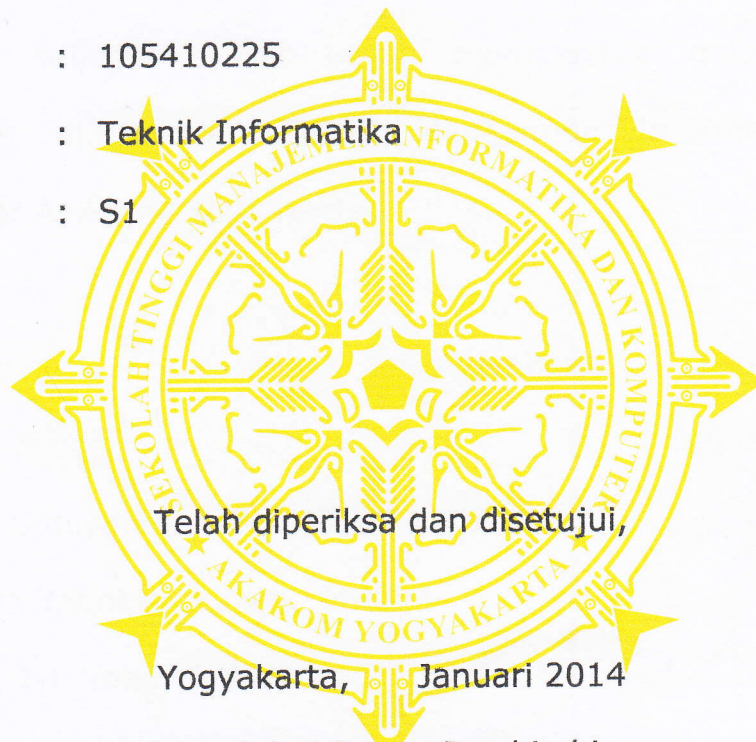 : 105410225
: Teknik Informatika
: S1
SEKOLAH TINGGI MANAJEMEN INFORMATIKA DAN KOMPUTER
★ AKAKOM YOGYAKARTA ★
Telah diperiksa dan disetujui,
Yogyakarta, Januari 2014